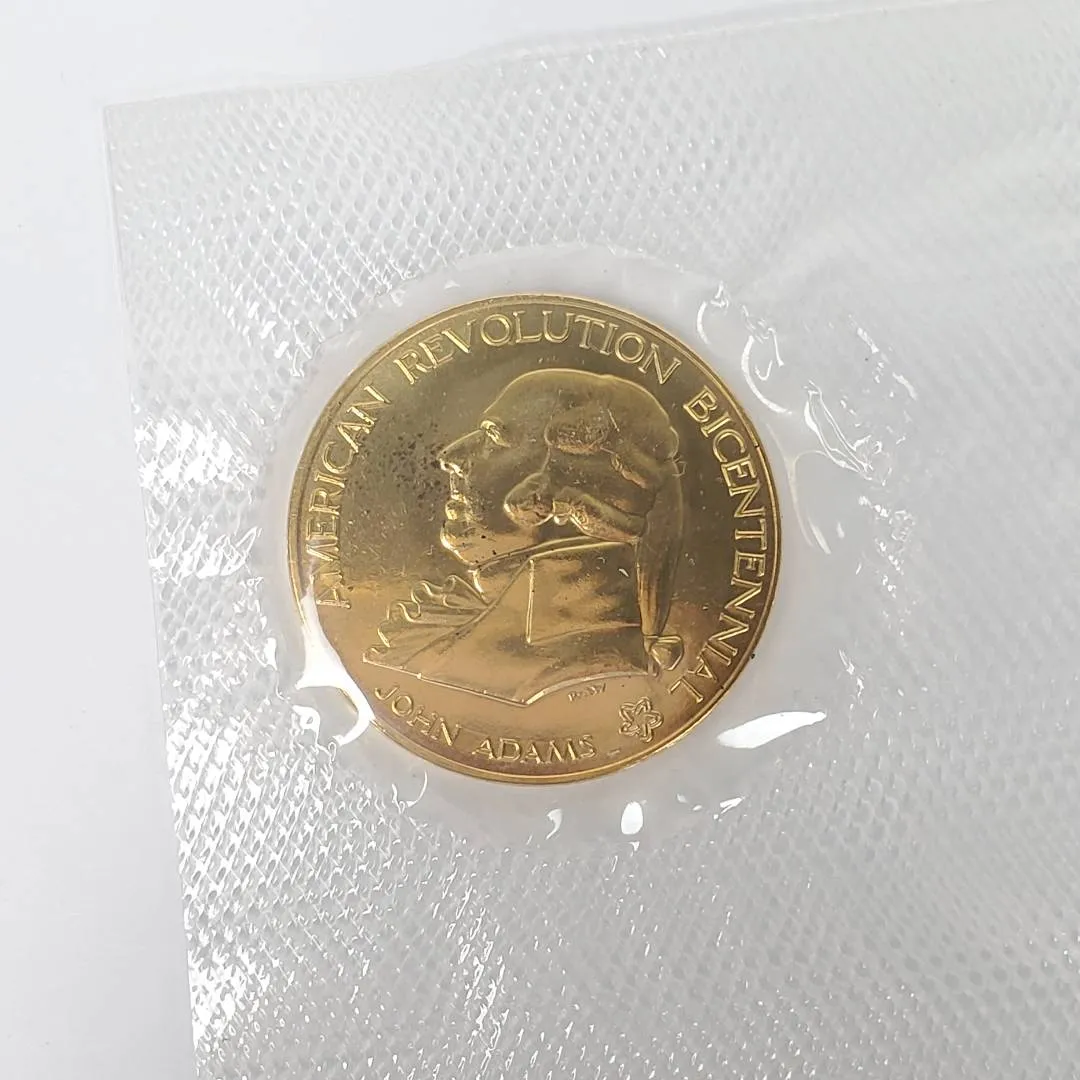 AMERICAN REVOLUTION BICENTENNIAL
JOHN ADAMS